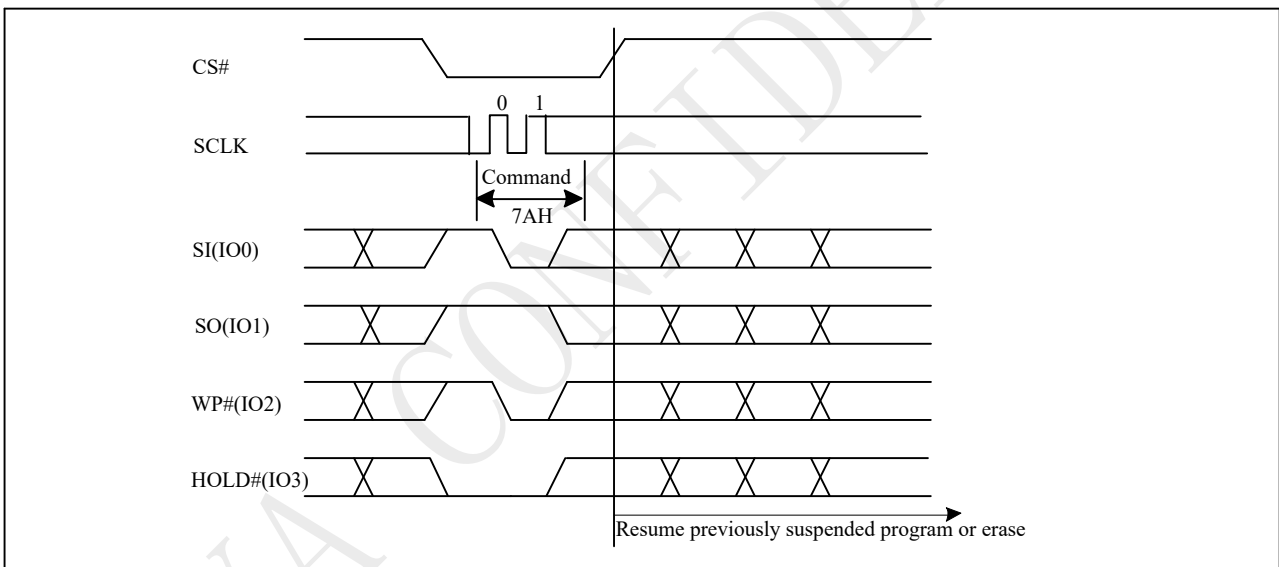 CS#
0 1
SCLK
Command
7AH
SI(IO0)
SO(IO1)
WP#(IO2)
HOLD#(IO3)
Resume previously suspended program or erase